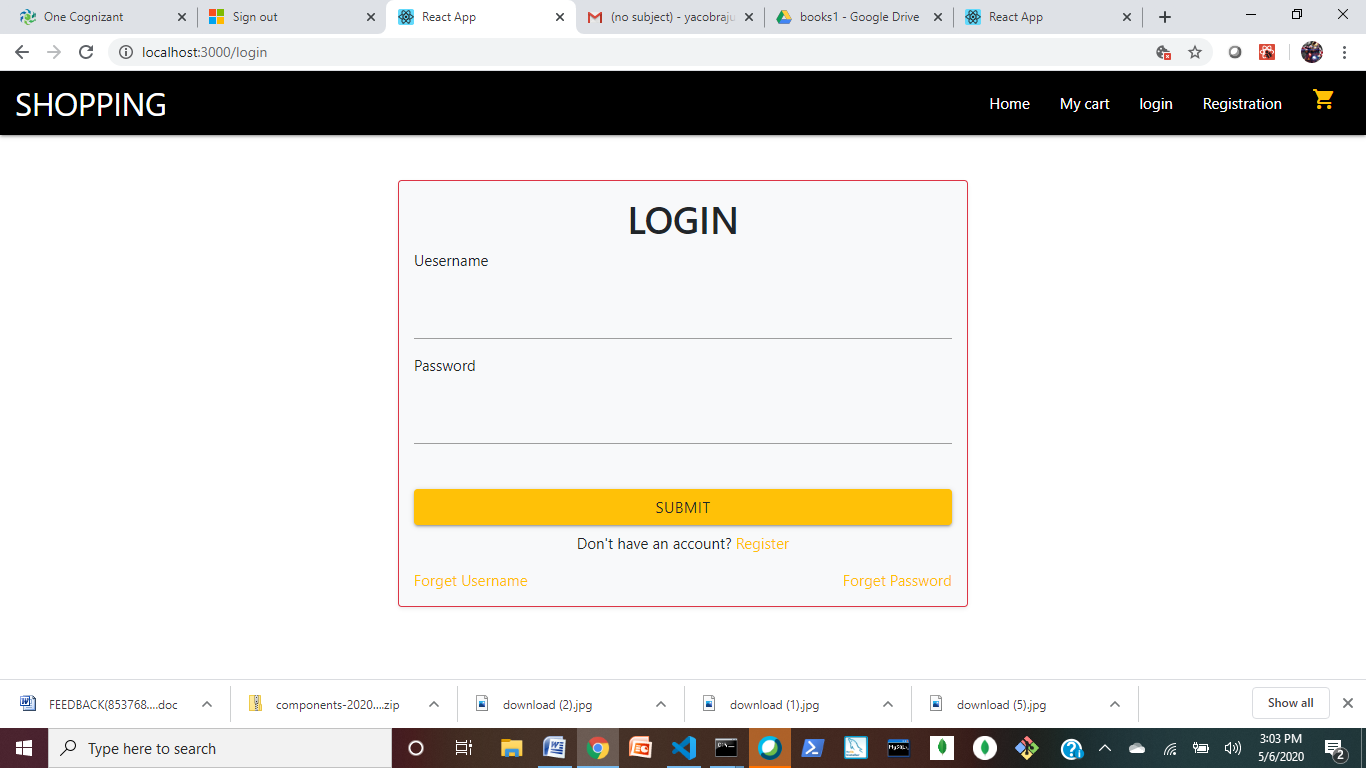 One Cognizant
Sign out
React App
(no subject) - yacobraju
books1 - Google Drive
React App
localhost:3000/login
SHOPPING
Home
My cart
login
Registration
LOGIN
Uesername
Password
SUBMIT
Don't have an account? Register
Forget Username
Forget Password
FEEDBACK(853768....doc
components-2020....zip
download (2).jpg
download (1).jpg
download (5).jpg
Show all
Type here to search
3:03 PM
5/6/2020
2